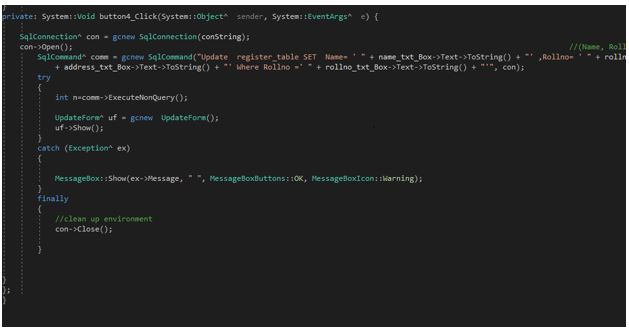 private: System::Void button4_Click(System::Object^ sender, System::EventArgs^ e) {
SqlConnection^ con = gcnew SqlConnection(conString);
con->Open(); //(Name, Roll
SqlCommand^ comm = gcnew SqlCommand("Update register_table SET Name= ' " + name_txt_Box->Text->ToString() + "' ,Rollno= ' " + rolln
+ address_txt_Box->Text->ToString() + "' Where Rollno =' " + rollno_txt_Box->Text->ToString() + "'", con);
try
{
int n=comm->ExecuteNonQuery();
UpdateForm^ uf = gcnew UpdateForm();
uf->Show();
}
catch (Exception^ ex)
{
MessageBox::Show(ex->Message, " ", MessageBoxButtons::OK, MessageBoxIcon::Warning);
}
finally
{
//clean up environment
con->Close();
}
}
};
}